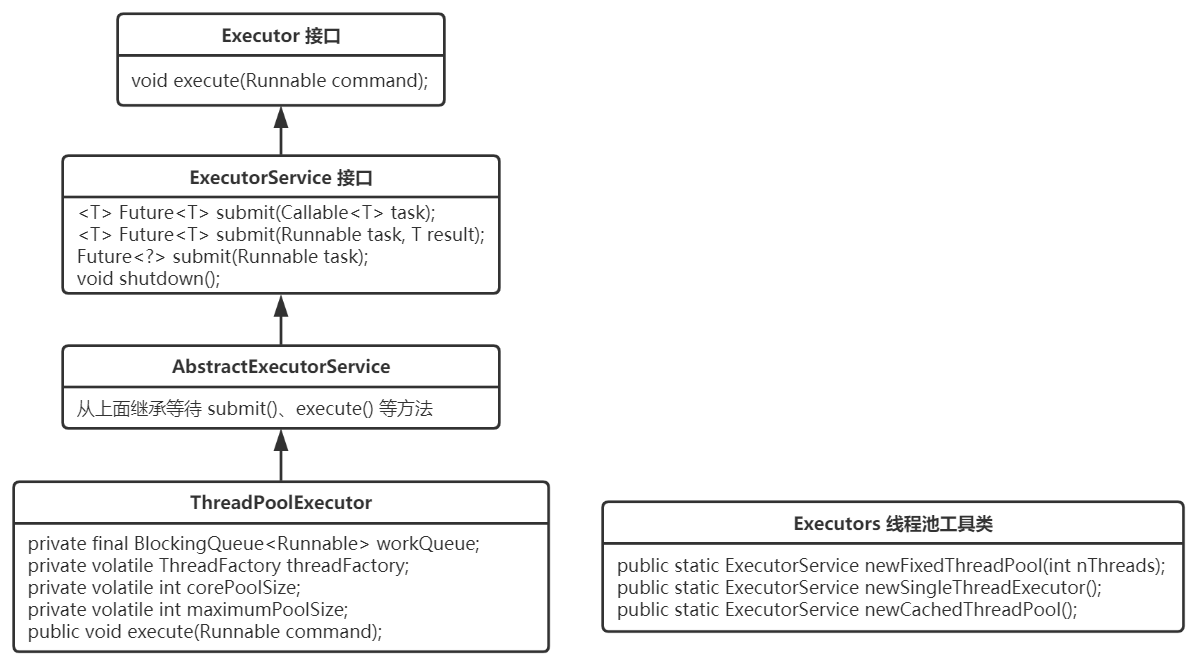 Executor 接口
void execute(Runnable command);
ExecutorService 接口
<T> Future<T> submit(Callable<T> task);
<T> Future<T> submit(Runnable task, T result);
Future<?> submit(Runnable task);
void shutdown();
AbstractExecutorService
从上面继承等待 submit()、execute() 等方法
ThreadPoolExecutor
private final BlockingQueue<Runnable> workQueue;
private volatile ThreadFactory threadFactory;
private volatile int corePoolSize;
private volatile int maximumPoolSize;
public void execute(Runnable command);
Executors 线程池工具类
public static ExecutorService newFixedThreadPool(int nThreads);
public static ExecutorService newSingleThreadExecutor();
public static ExecutorService newCachedThreadPool();